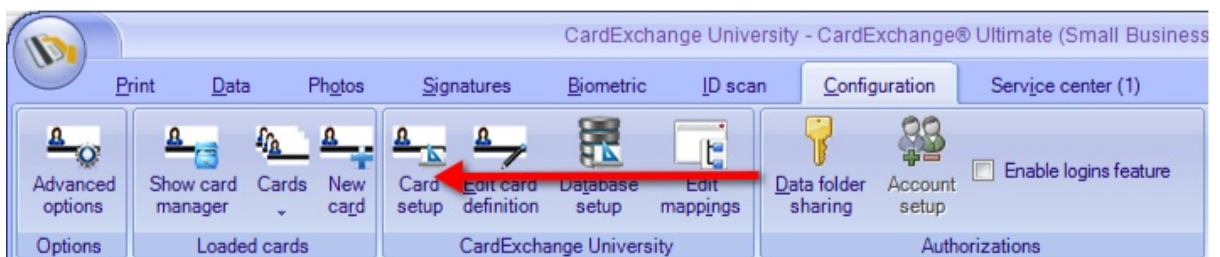 CardExchange University - CardExchange® Ultimate (Small Business
Print Data Photos Signatures Biometric ID scan Configuration Service center (1)
Advanced options
Show card manager
Cards
New card
Card setup
Edit card definition
Database setup
Edit mappings
Data folder sharing
Account setup
Enable logins feature
Options Loaded cards CardExchange University Authorizations